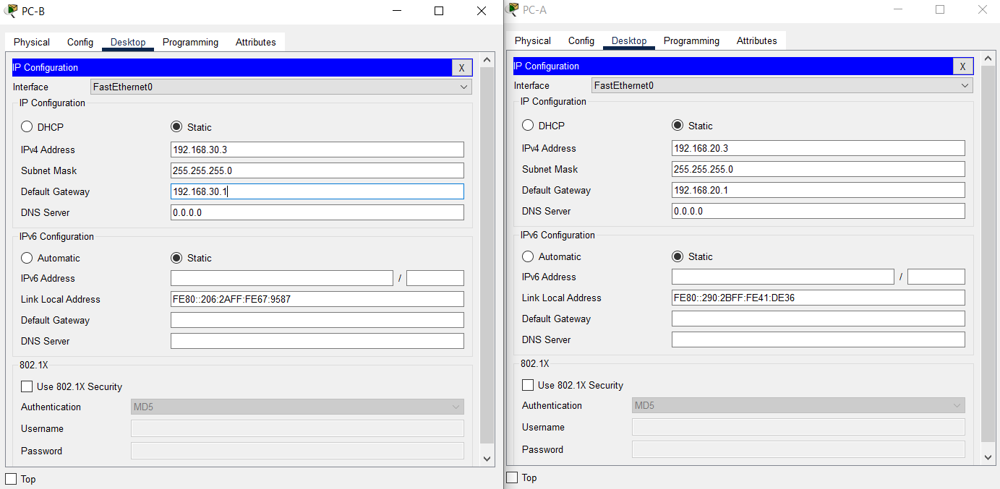 PC-B
Physical Config Desktop Programming Attributes
IP Configuration X
Interface FastEthernet0
IP Configuration
DHCP Static
IPv4 Address 192.168.30.3
Subnet Mask 255.255.255.0
Default Gateway 192.168.30.1
DNS Server 0.0.0.0
IPv6 Configuration
Automatic Static
IPv6 Address /
Link Local Address FE80::206:2AFF:FE67:9587
Default Gateway
DNS Server
802.1X
Use 802.1X Security
Authentication MD5
Username
Password
Top
PC-A
Physical Config Desktop Programming Attributes
IP Configuration X
Interface FastEthernet0
IP Configuration
DHCP Static
IPv4 Address 192.168.20.3
Subnet Mask 255.255.255.0
Default Gateway 192.168.20.1
DNS Server 0.0.0.0
IPv6 Configuration
Automatic Static
IPv6 Address /
Link Local Address FE80::290:2BFF:FE41:DE36
Default Gateway
DNS Server
802.1X
Use 802.1X Security
Authentication MD5
Username
Password
Top